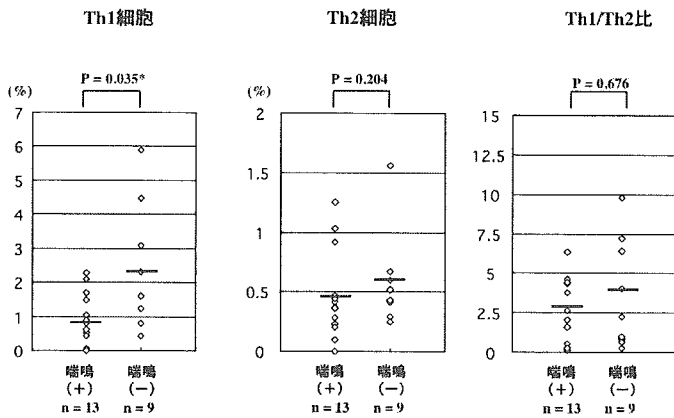 Th1細胞
Th2細胞
Th1/Th2比
P = 0.035*
P = 0.204
P = 0,676
(%)
7
6
5
4
3
2
1
0
喘鳴
(+)
n = 13
喘鳴
(−)
n = 9
(%)
2
1.5
1
0.5
0
喘鳴
(+)
n = 13
喘鳴
(−)
n = 9
15
12.5
10
7.5
5
2.5
0
喘鳴
(+)
n = 13
喘鳴
(−)
n = 9